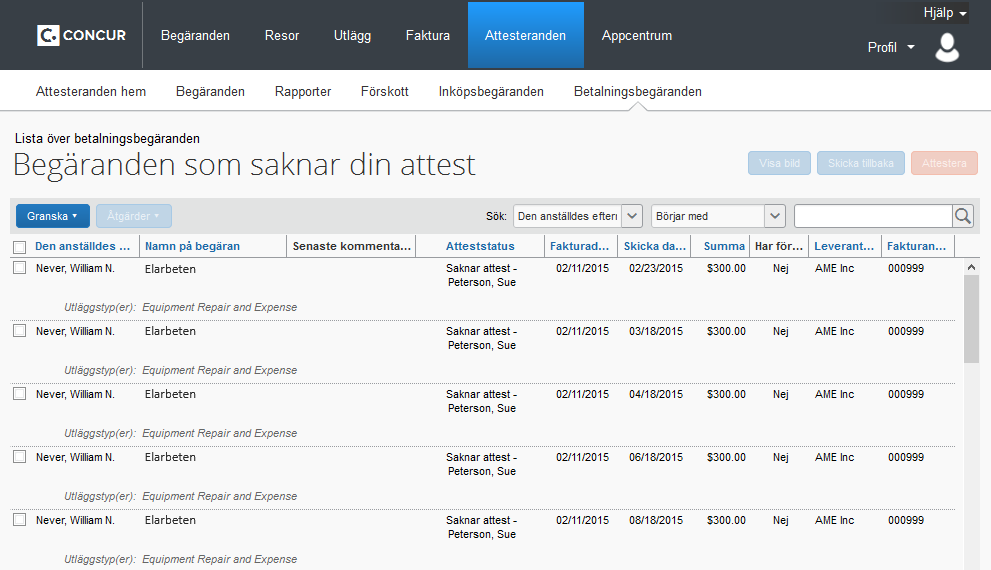 Hjälp
C. CONCUR Begäranden Resor Utlägg Faktura Attesteranden Appcentrum
Profil
Attesteranden hem Begäranden Rapporter Förskott Inköpsbegäranden Betalningsbegäranden
Lista över betalningsbegäranden
Begäranden som saknar din attest
Visa bild Skicka tillbaka Attestera
Granska Åtgärder Sök: Den anställdes eftern Börjar med
Den anställdes ... Namn på begäran Senaste kommenta... Atteststatus Fakturad... Skicka da... Summa Har för... Leverant... Fakturan...
Never, William N. Elarbeten Saknar attest - 02/11/2015 02/23/2015 $300.00 Nej AME Inc 000999
Peterson, Sue
Utläggstyp(er): Equipment Repair and Expense
Never, William N. Elarbeten Saknar attest - 02/11/2015 03/18/2015 $300.00 Nej AME Inc 000999
Peterson, Sue
Utläggstyp(er): Equipment Repair and Expense
Never, William N. Elarbeten Saknar attest - 02/11/2015 04/18/2015 $300.00 Nej AME Inc 000999
Peterson, Sue
Utläggstyp(er): Equipment Repair and Expense
Never, William N. Elarbeten Saknar attest - 02/11/2015 06/18/2015 $300.00 Nej AME Inc 000999
Peterson, Sue
Utläggstyp(er): Equipment Repair and Expense
Never, William N. Elarbeten Saknar attest - 02/11/2015 08/18/2015 $300.00 Nej AME Inc 000999
Peterson, Sue
Utläggstyp(er): Equipment Repair and Expense